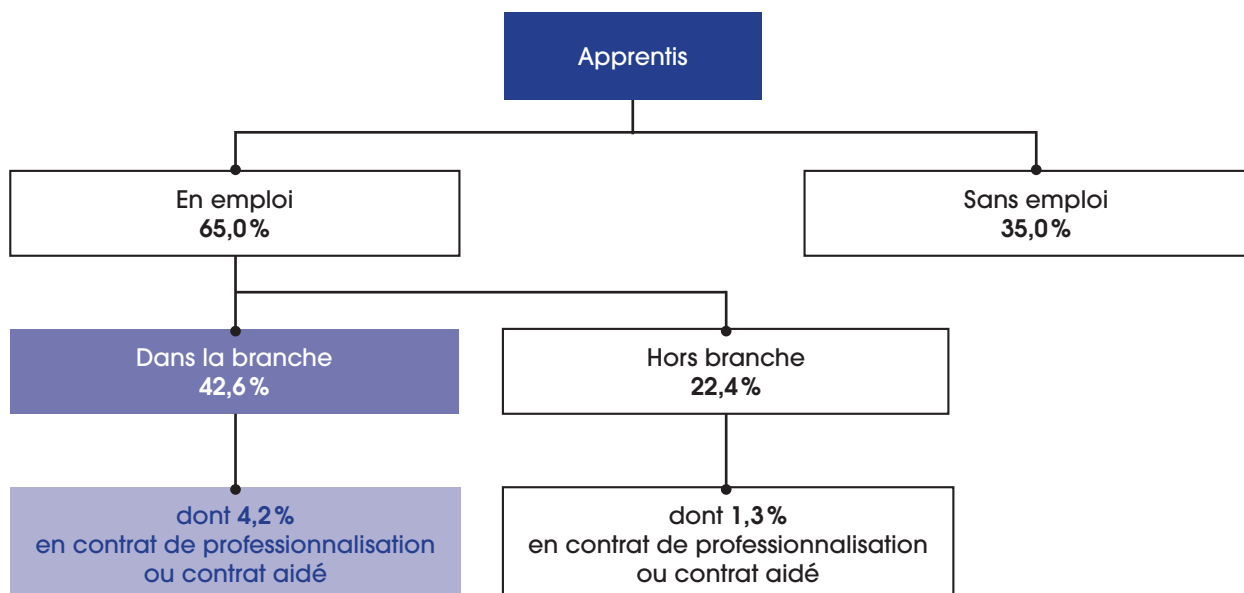 Apprentis
En emploi
65,0 %
Sans emploi
35,0 %
Dans la branche
42,6 %
Hors branche
22,4 %
dont 4,2 %
en contrat de professionnalisation
ou contrat aidé
dont 1,3 %
en contrat de professionnalisation
ou contrat aidé